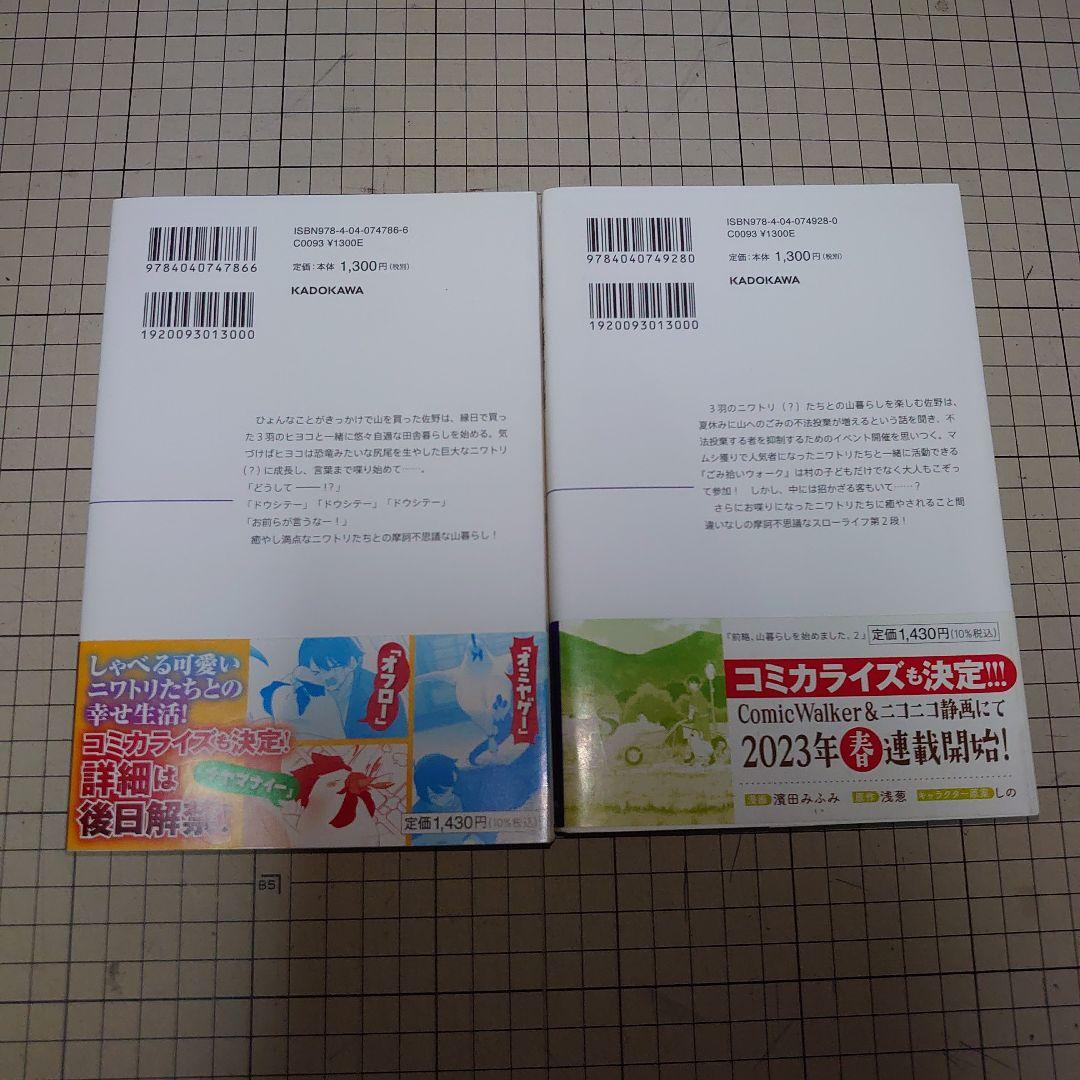 ISBN978-4-04-074786-6
C0093 ¥1300E
9784040747866
定価：本体 1,300円(税別)
KADOKAWA
1920093013000
ひょんなことがきっかけで山を買った佐野は、縁日で買っ
た３羽のヒヨコと一緒に悠々自適な田舎暮らしを始める。気
づけばヒヨコは恐竜みたいな尻尾を生やした巨大なニワトリ
(？)に成長し、言葉まで喋り始めて……。
「どうして――!?」
「ドウシテー」「ドウシテー」「ドウシテー」
「お前らが言うなー！」
癒やし満点なニワトリたちとの摩訶不思議な山暮らし！
しゃべる可愛い
ニワトリたちとの
幸せ生活!
コミカライズも決定!
詳細は
後日解禁!
「オフロー」
「オミヤゲー」
定価1,430円(10%税込)
B5
ISBN978-4-04-074928-0
C0093 ¥1300E
9784040749280
定価：本体 1,300円(税別)
KADOKAWA
1920093013000
３羽のニワトリ（？）たちとの山暮らしを楽しむ佐野は、
夏休みに山へのごみの不法投棄が増えるという話を聞き、不
法投棄する者を抑制するためのイベント開催を思いつく。マ
ムシ獲りで人気者になったニワトリたちと一緒に活動できる
『ごみ拾いウォーク』は村の子どもだけでなく大人もこぞっ
て参加！　しかし、中には招かざる客もいて……？
さらにお喋りになったニワトリたちに癒やされること間
違いなしの摩訶不思議なスローライフ第２段！
『前略、山暮らしを始めました。2』 定価1,430円(10%税込)
コミカライズも決定!!!
ComicWalker＆ニコニコ静画にて
2023年春連載開始!
漫画 濱田みふみ 原作 浅葱 キャラクター原案 しの